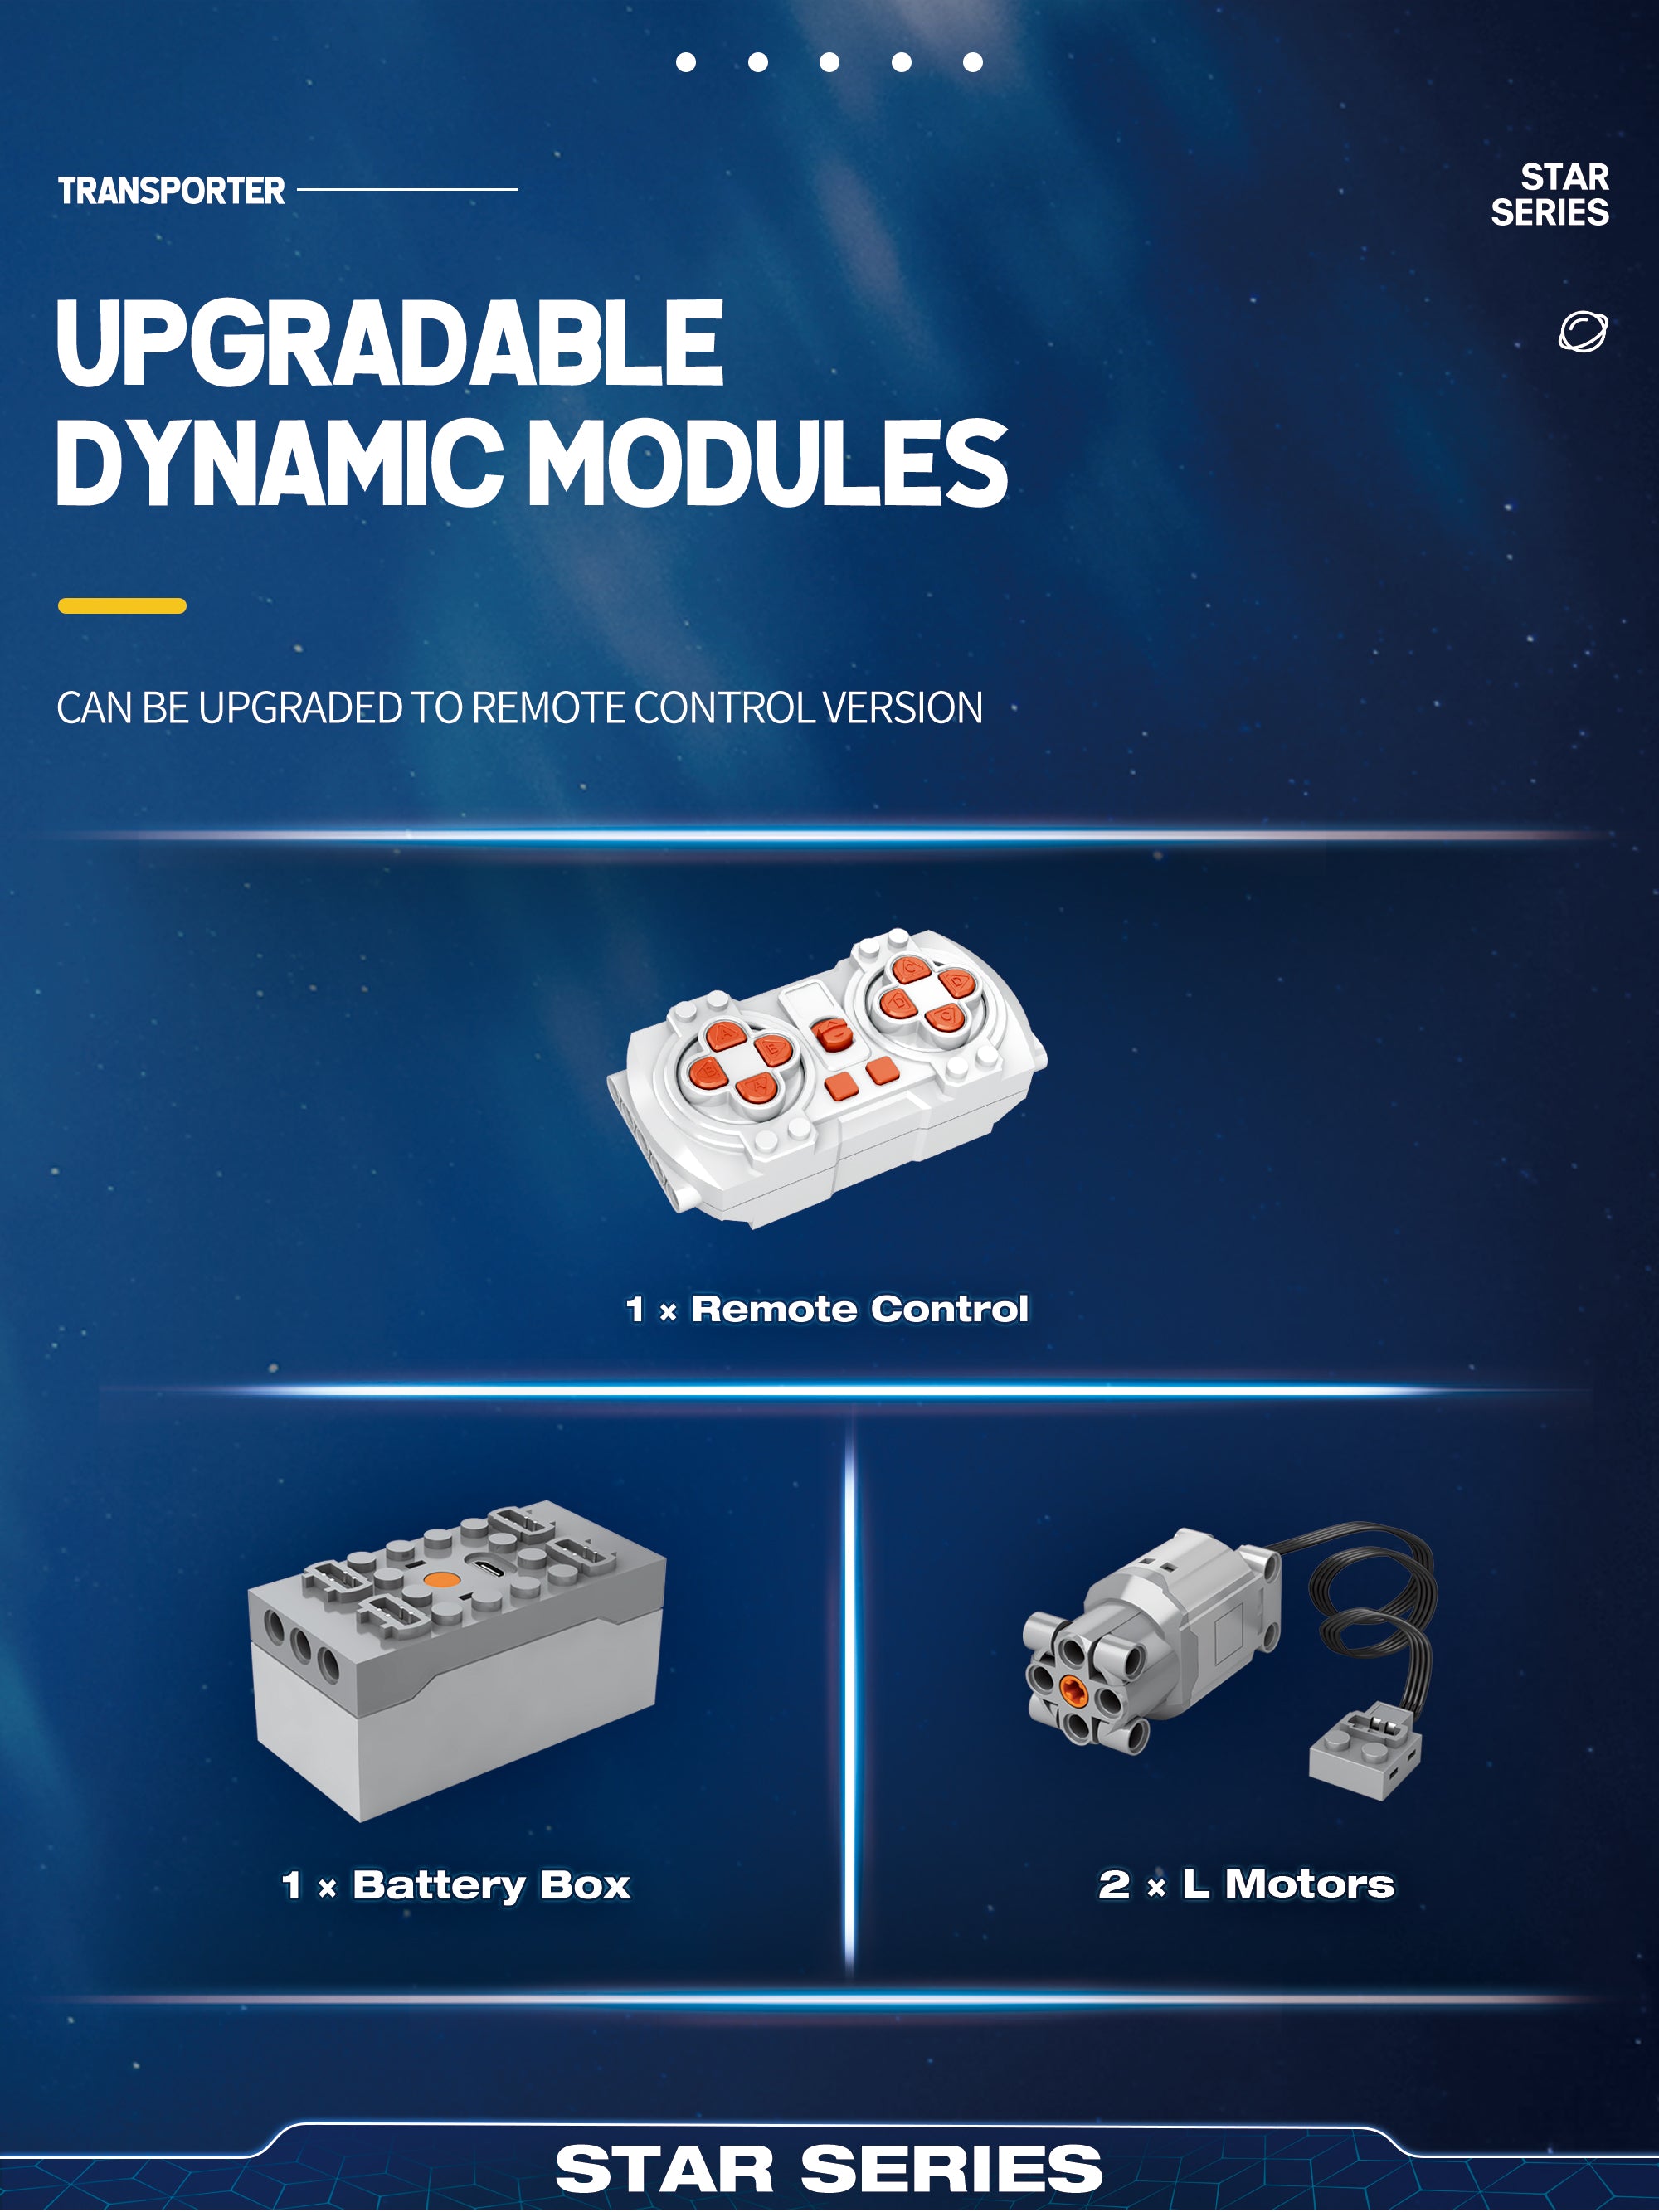 TRANSPORTER
STAR
SERIES
UPGRADABLE
DYNAMIC MODULES
CAN BE UPGRADED TO REMOTE CONTROL VERSION
A
B
B
A
C
D
D
C
1 × Remote Control
1 × Battery Box
2 × L Motors
STAR SERIES